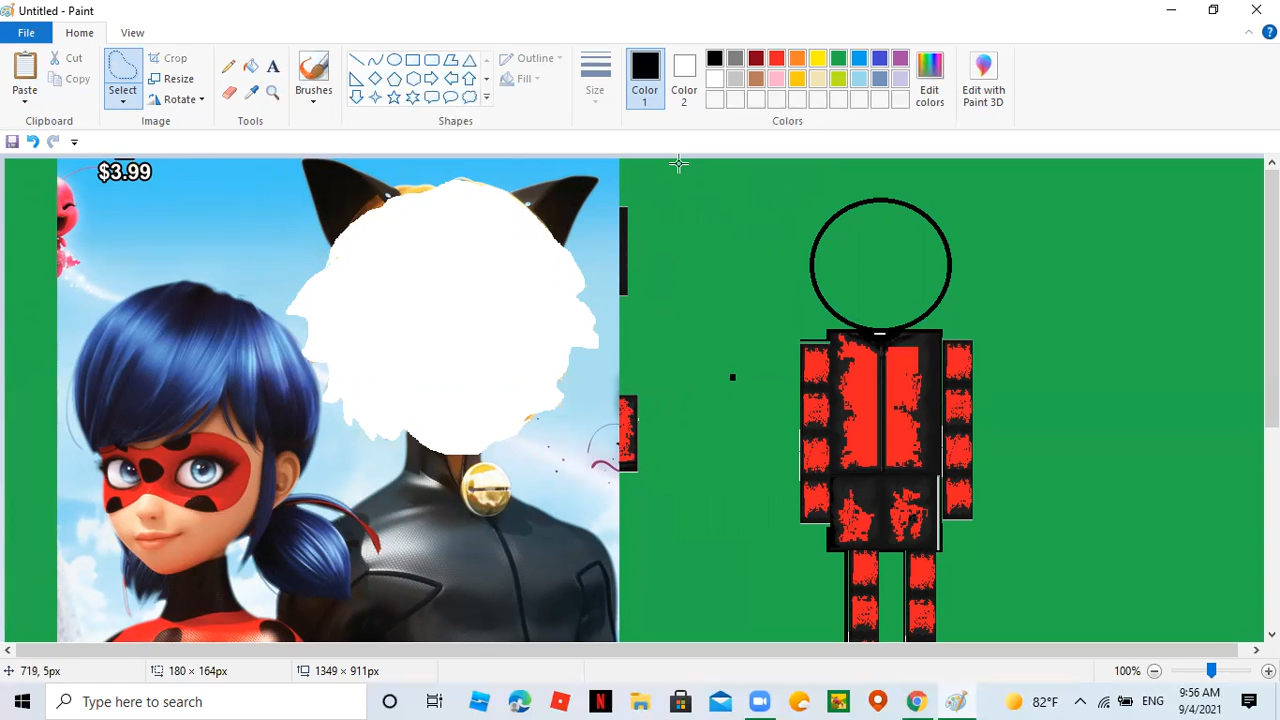 Untitled - Paint
File Home View
Paste
Cut
Copy
Clipboard
Select
Crop
Resize
Rotate
Image
A
Tools
Brushes
Shapes
Outline
Fill
Size
Color 1
Color 2
Edit colors
Colors
Edit with Paint 3D
$3.99
719, 5px
180 × 164px
1349 × 911px
100%
Type here to search
N
82°F
ENG
9:56 AM
9/4/2021